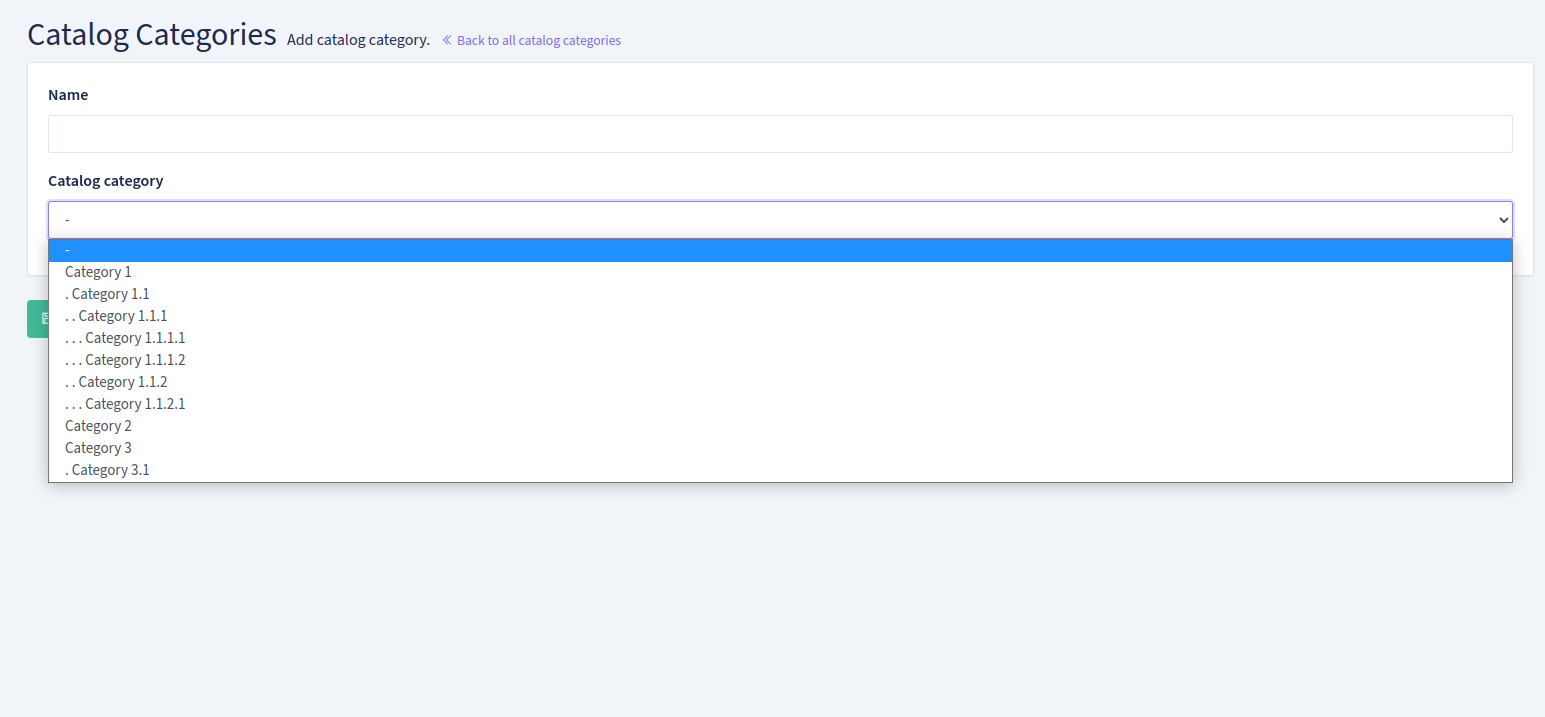 Catalog Categories Add catalog category. « Back to all catalog categories
Name
Catalog category
-
-
Category 1
. Category 1.1
. . Category 1.1.1
. . . Category 1.1.1.1
. . . Category 1.1.1.2
. . Category 1.1.2
. . . Category 1.1.2.1
Category 2
Category 3
. Category 3.1